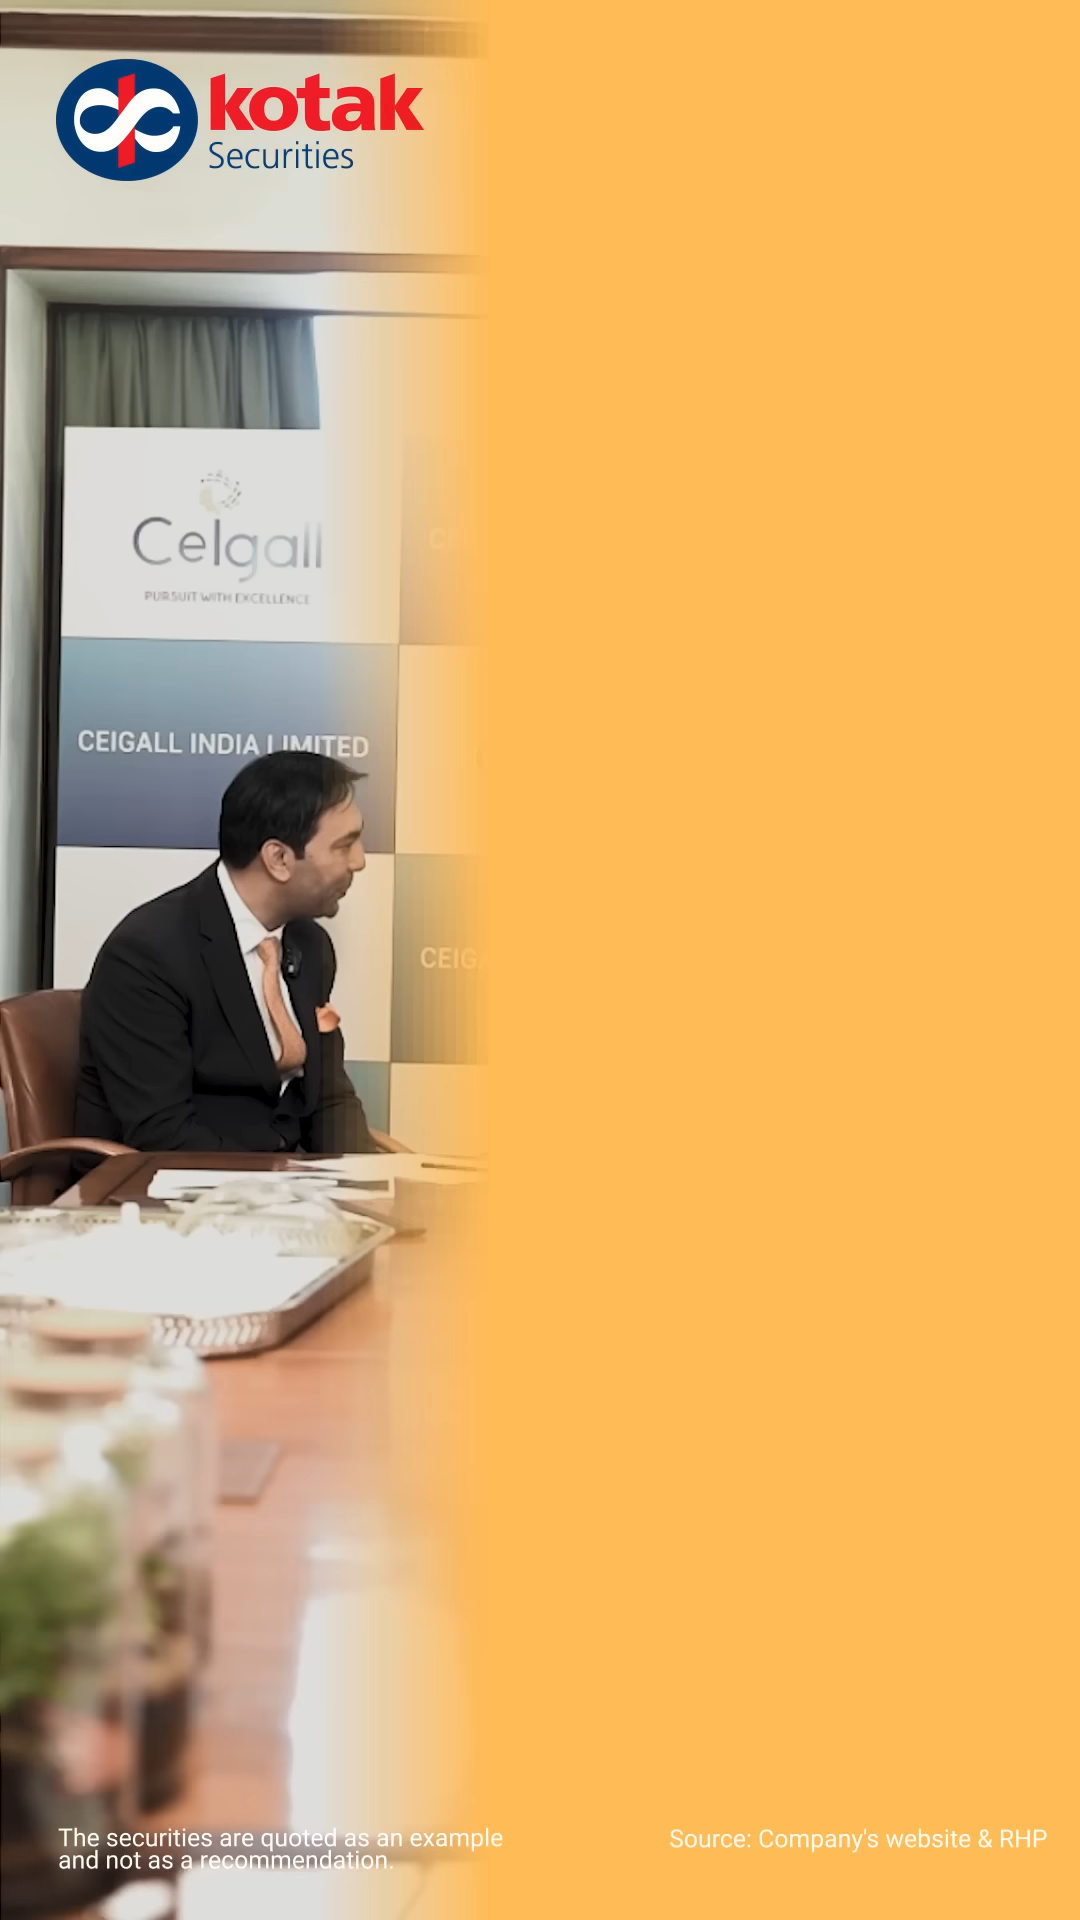 kotak
Securities
Ceigall
PURSUIT WITH EXCELLENCE
CEIGALL INDIA LIMITED
The securities are quoted as an example
and not as a recommendation.
Source: Company's website & RHP